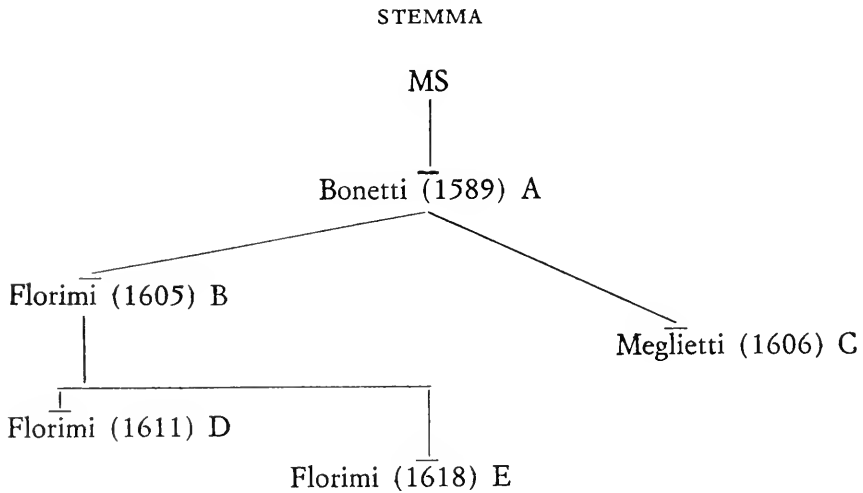 STEMMA
MS
Bonetti (1589) A
Florimi (1605) B
Meglietti (1606) C
Florimi (1611) D
Florimi (1618) E